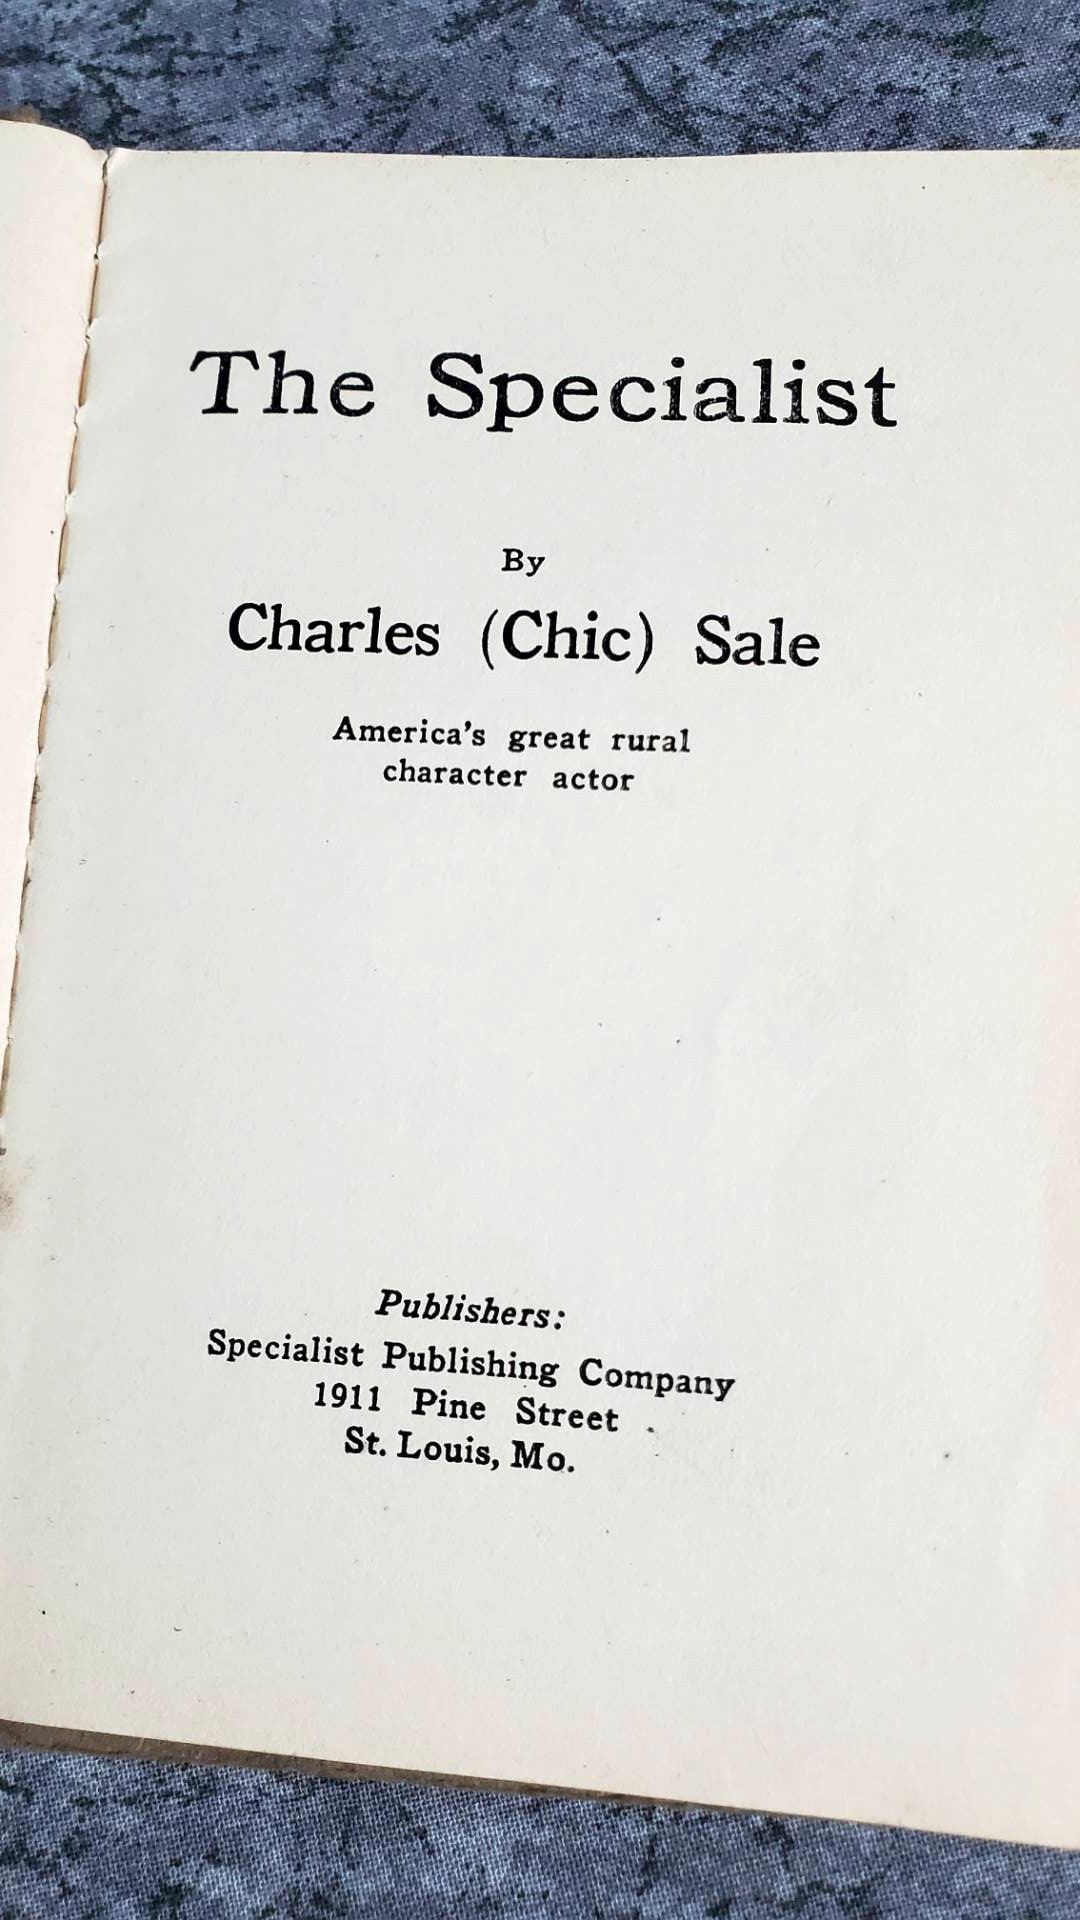 The Specialist
By
Charles (Chic) Sale
America's great rural
character actor
Publishers:
Specialist Publishing Company
1911 Pine Street
St. Louis, Mo.